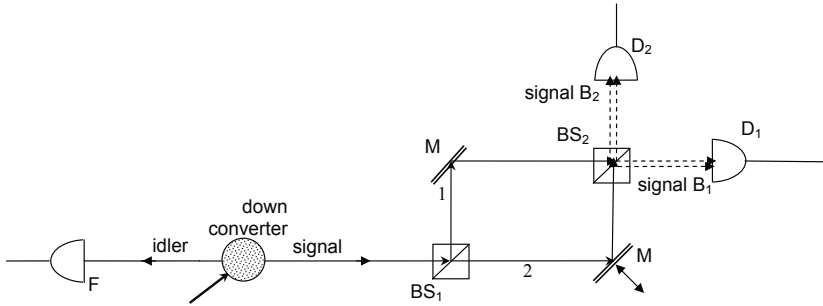 D₂
signal B₂
BS₂
D₁
M
signal B₁
1
down
converter
idler
signal
2
M
F
BS₁